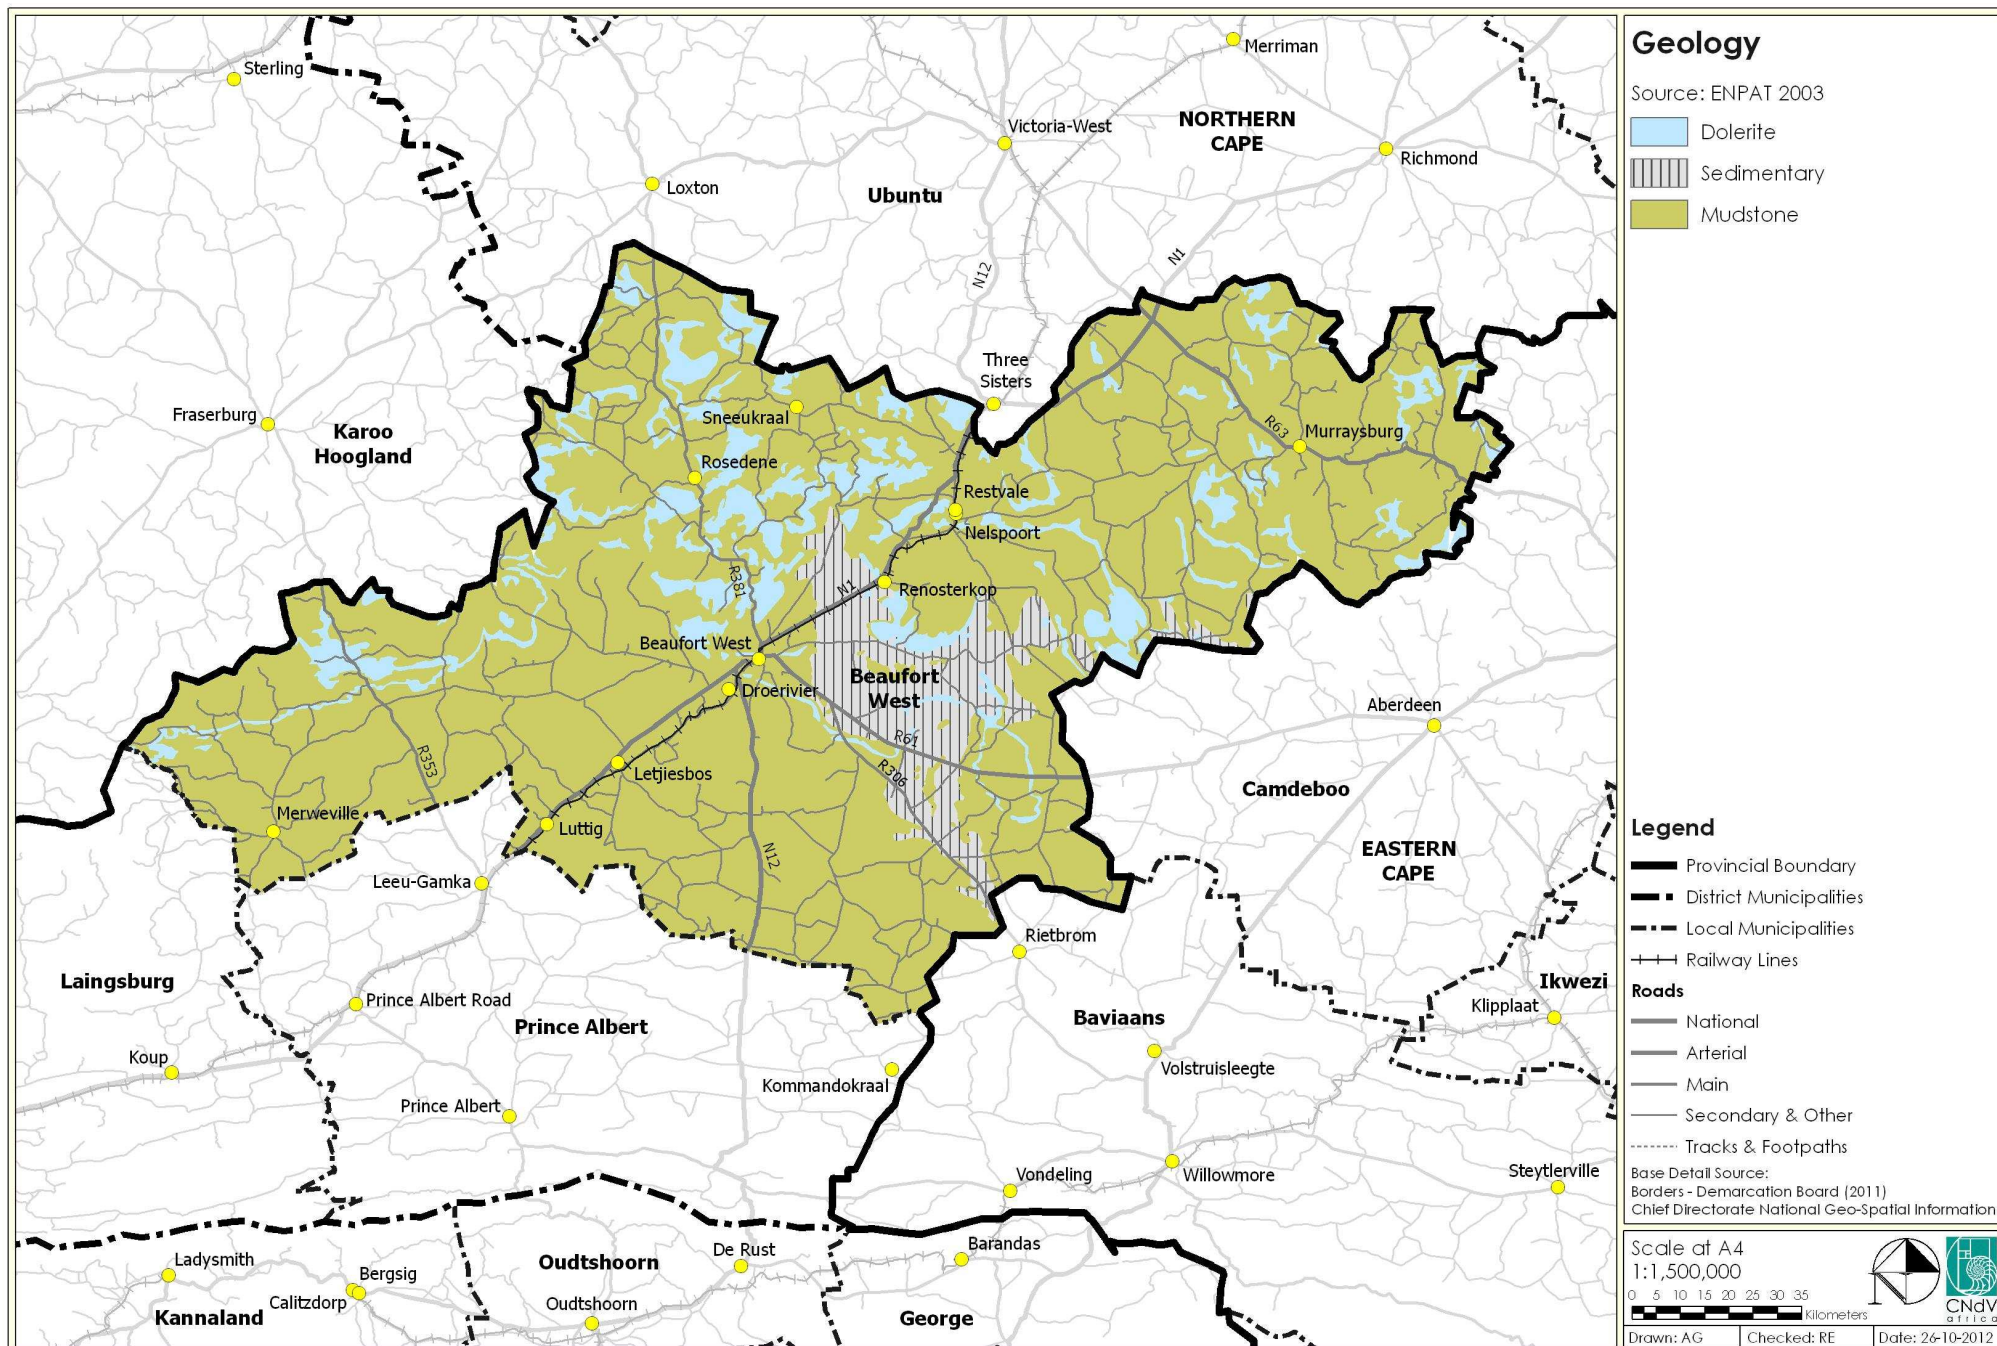 Sterling
Merriman
Victoria-West
NORTHERN
CAPE
Richmond
Loxton
Ubuntu
N12
N1
Three
Sisters
Fraserburg
Karoo
Hoogland
Sneeukraal
R63
Murraysburg
Rosedene
Restvale
Nelspoort
R381
N1
Renosterkop
Beaufort West
Beaufort
West
Droerivier
Aberdeen
R61
R353
R306
Letjiesbos
Camdeboo
Merweville
Luttig
N12
EASTERN
CAPE
Leeu-Gamka
Rietbrom
Laingsburg
Ikwezi
Prince Albert Road
Klipplaat
Prince Albert
Baviaans
Koup
Volstruisleegte
Kommandokraal
Prince Albert
Vondeling
Willowmore
Steytlerville
Ladysmith
De Rust
Barandas
Oudtshoorn
Bergsig
Calitzdorp
Oudtshoorn
Kannaland
George
Geology
Source: ENPAT 2003
Dolerite
Sedimentary
Mudstone
Legend
Provincial Boundary
District Municipalities
Local Municipalities
Railway Lines
Roads
National
Arterial
Main
Secondary & Other
Tracks & Footpaths
Base Detail Source:
Borders - Demarcation Board (2011)
Chief Directorate National Geo-Spatial Information
Scale at A4
1:1,500,000
0 5 10 15 20 25 30 35
Kilometers
CNdV
africa
Drawn: AG
Checked: RE
Date: 26-10-2012